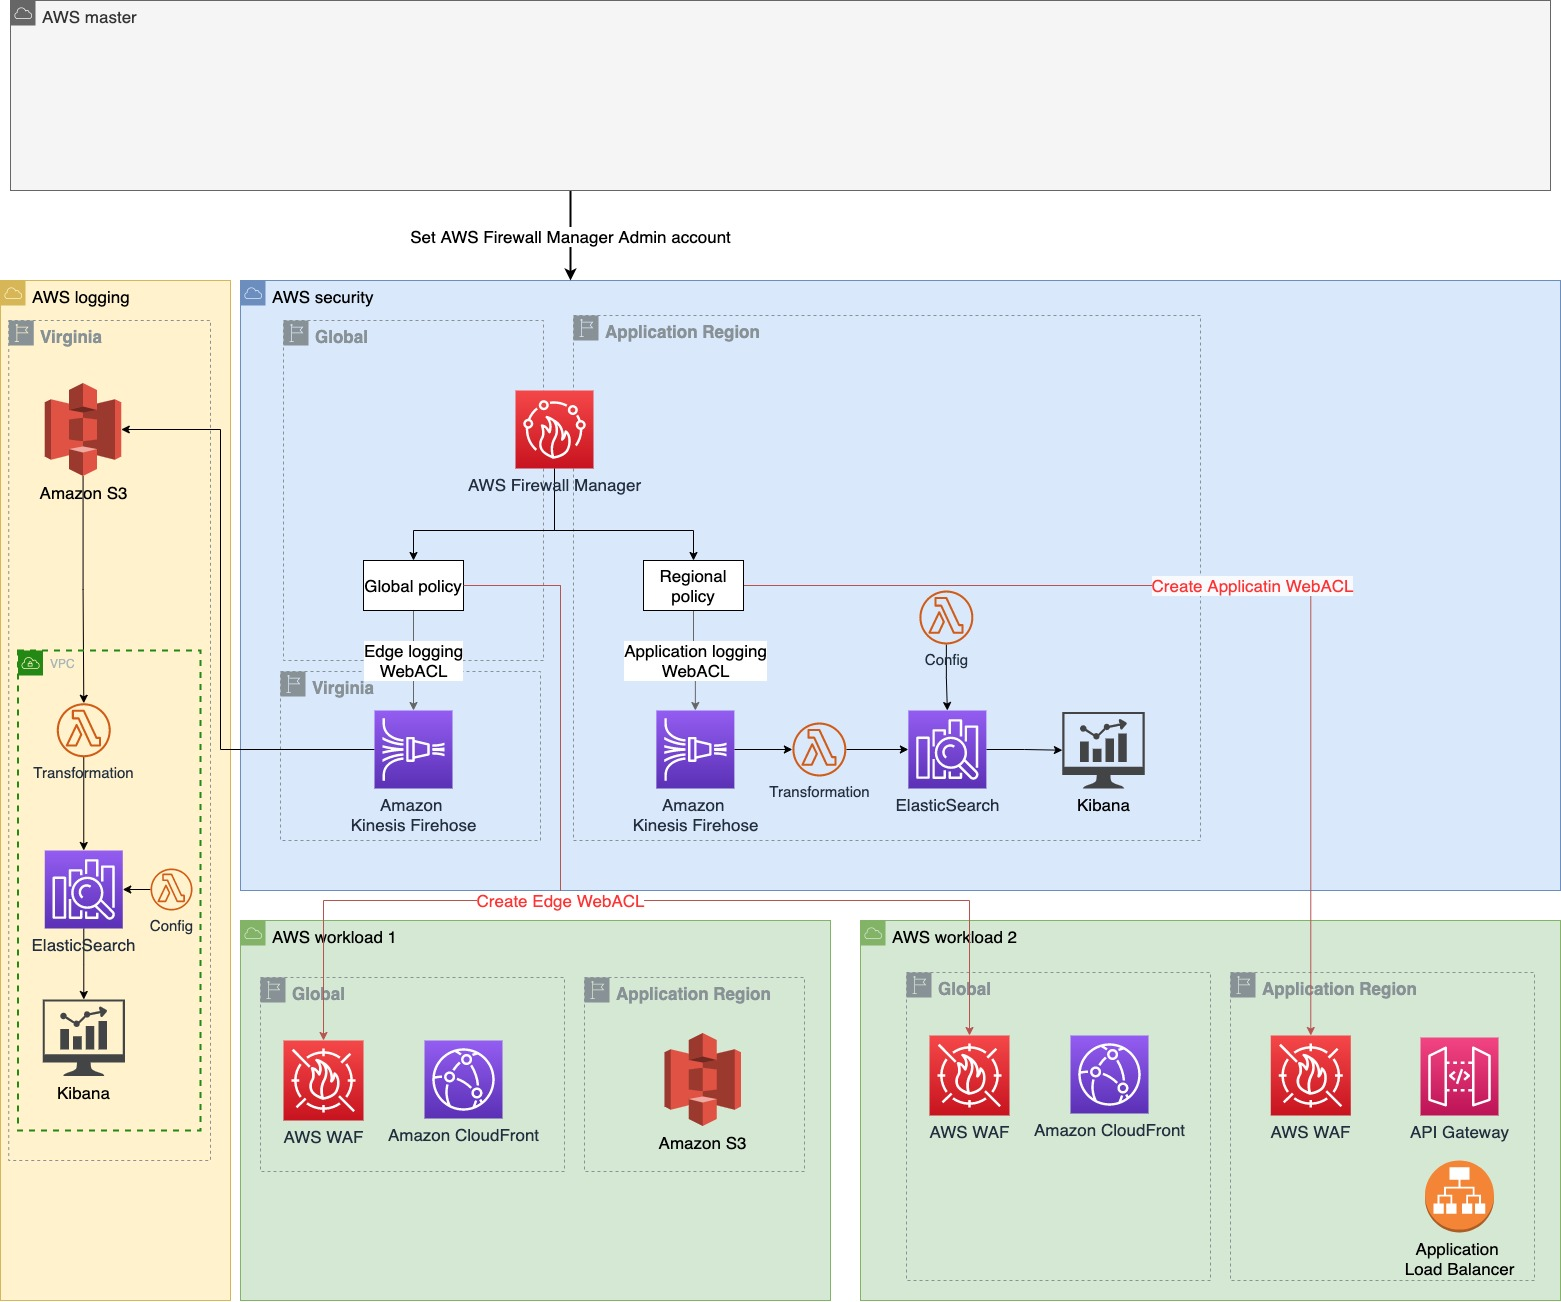 AWS master
Set AWS Firewall Manager Admin account
AWS logging
Virginia
Amazon S3
VPC
Transformation
ElasticSearch
Config
Kibana
AWS security
Global
Application Region
AWS Firewall Manager
Global policy
Regional
policy
Create Applicatin WebACL
Edge logging
WebACL
Application logging
WebACL
Config
Virginia
Amazon
Kinesis Firehose
Amazon
Kinesis Firehose
Transformation
ElasticSearch
Kibana
Create Edge WebACL
AWS workload 1
Global
AWS WAF
Amazon CloudFront
Application Region
Amazon S3
AWS workload 2
Global
AWS WAF
Amazon CloudFront
Application Region
AWS WAF
API Gateway
Application
Load Balancer